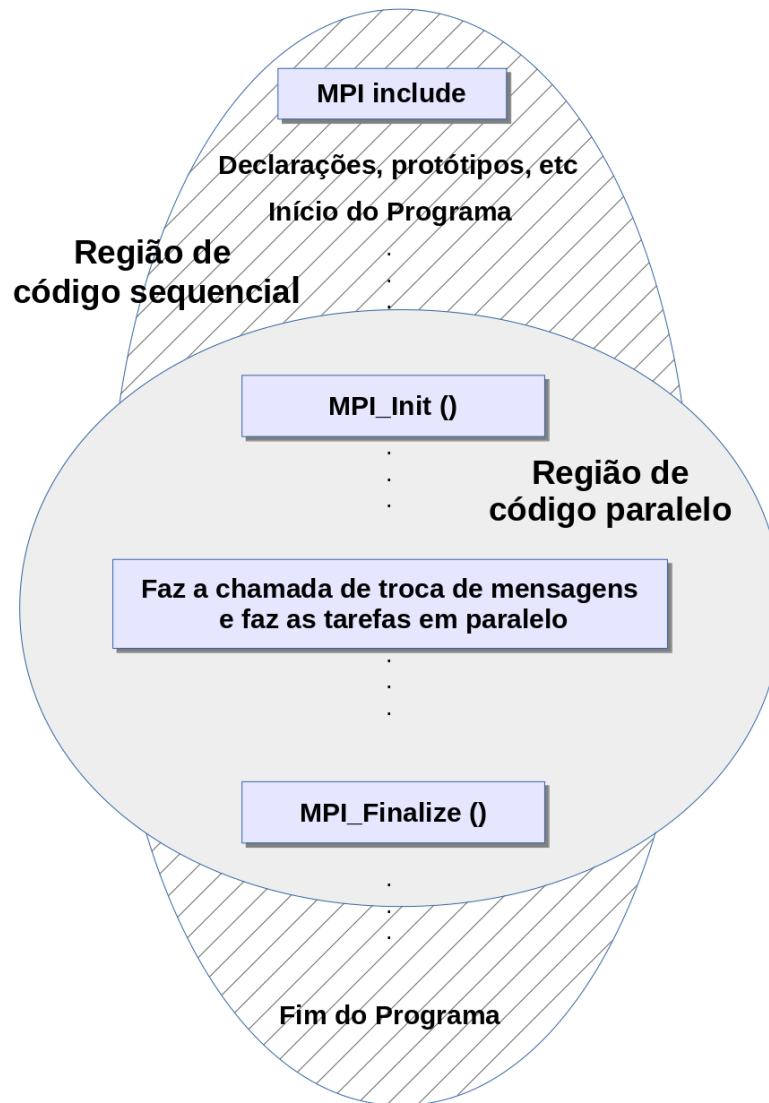 MPI include
Declarações, protótipos, etc
Início do Programa
Região de
código sequencial
MPI_Init ()
Região de
código paralelo
Faz a chamada de troca de mensagens
e faz as tarefas em paralelo
MPI_Finalize ()
Fim do Programa